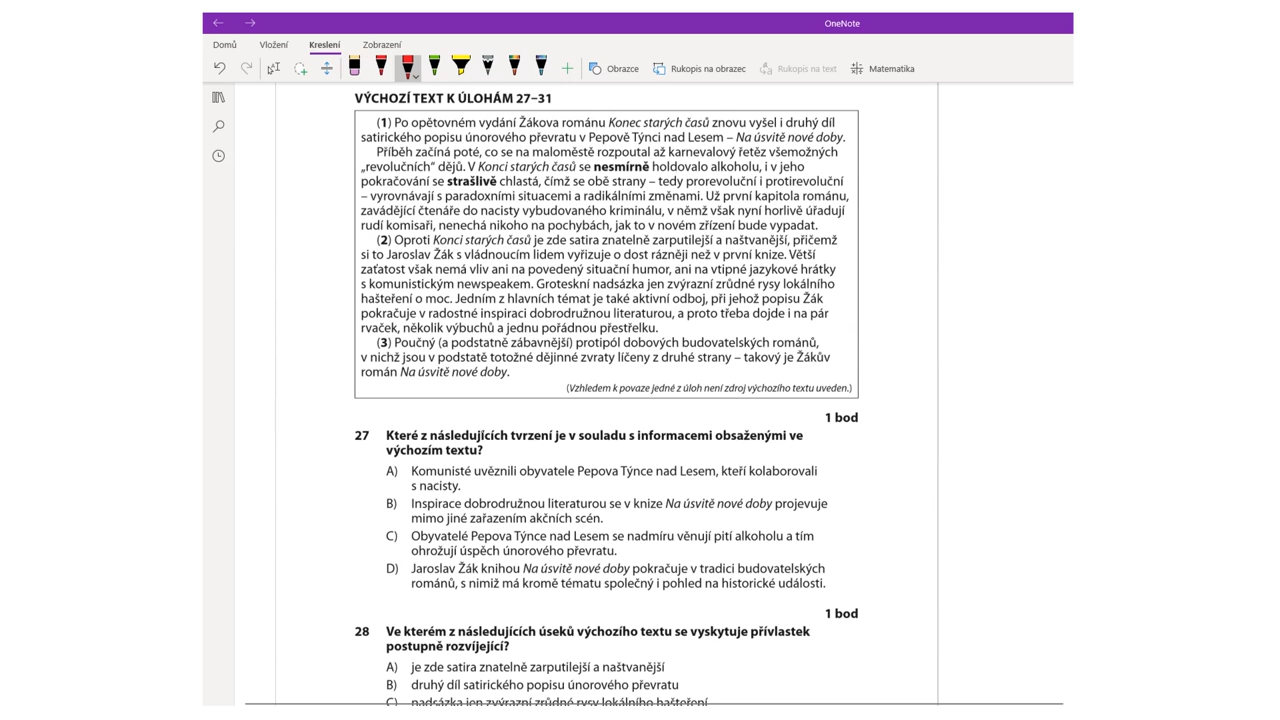 OneNote
Domů Vložení Kreslení Zobrazení
Obrazce Rukopis na obrazec Rukopis na text Matematika
VÝCHOZÍ TEXT K ÚLOHÁM 27–31
(1) Po opětovném vydání Žákova románu Konec starých časů znovu vyšel i druhý díl
satirického popisu únorového převratu v Pepově Týnci nad Lesem – Na úsvitě nové doby.
Příběh začíná poté, co se na maloměstě rozpoutal až karnevalový řetěz všemožných
„revolučních“ dějů. V Konci starých časů se nesmírně holdovalo alkoholu, i v jeho
pokračování se strašlivě chlastá, čímž se obě strany – tedy prorevoluční i protirevoluční
– vyrovnávají s paradoxními situacemi a radikálními změnami. Už první kapitola románu,
zavádějící čtenáře do nacisty vybudovaného kriminálu, v němž však nyní horlivě úřadují
rudí komisaři, nenechá nikoho na pochybách, jak to v novém zřízení bude vypadat.
(2) Oproti Konci starých časů je zde satira znatelně zarputilejší a naštvanější, přičemž
si to Jaroslav Žák s vládnoucím lidem vyřizuje o dost rázněji než v první knize. Větší
zaťatost však nemá vliv ani na povedený situační humor, ani na vtipné jazykové hrátky
s komunistickým newspeakem. Groteskní nadsázka jen zvýrazní zrůdné rysy lokálního
hašteření o moc. Jedním z hlavních témat je také aktivní odboj, při jehož popisu Žák
pokračuje v radostné inspiraci dobrodružnou literaturou, a proto třeba dojde i na pár
rvaček, několik výbuchů a jednu pořádnou přestřelku.
(3) Poučný (a podstatně zábavnější) protipól dobových budovatelských románů,
v nichž jsou v podstatě totožné dějinné zvraty líčeny z druhé strany – takový je Žákův
román Na úsvitě nové doby.
(Vzhledem k povaze jedné z úloh není zdroj výchozího textu uveden.)
1 bod
27 Které z následujících tvrzení je v souladu s informacemi obsaženými ve
výchozím textu?
A) Komunisté uvěznili obyvatele Pepova Týnce nad Lesem, kteří kolaborovali
s nacisty.
B) Inspirace dobrodružnou literaturou se v knize Na úsvitě nové doby projevuje
mimo jiné zařazením akčních scén.
C) Obyvatelé Pepova Týnce nad Lesem se nadmíru věnují pití alkoholu a tím
ohrožují úspěch únorového převratu.
D) Jaroslav Žák knihou Na úsvitě nové doby pokračuje v tradici budovatelských
románů, s nimiž má kromě tématu společný i pohled na historické události.
1 bod
28 Ve kterém z následujících úseků výchozího textu se vyskytuje přívlastek
postupně rozvíjející?
A) je zde satira znatelně zarputilejší a naštvanější
B) druhý díl satirického popisu únorového převratu
C) nadsázka jen zvýrazní zrůdné rysy lokálního hašteření